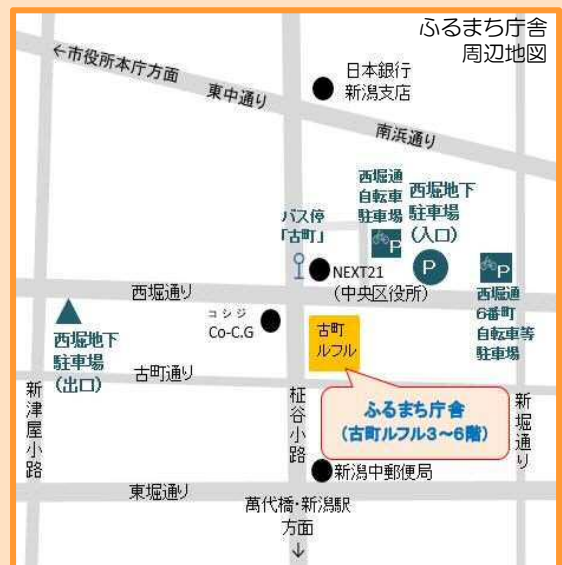 ふるまち庁舎
周辺地図
←市役所本庁方面
東中通り
日本銀行
新潟支店
南浜通り
西堀通
自転車
駐車場
西堀地下
駐車場
(入口)
バス停
「古町」
P
P
P
NEXT21
(中央区役所)
西堀通り
西堀通
6番町
自転車等
駐車場
コシジ
Co-C.G
古町
ルフル
西堀地下
駐車場
(出口)
古町通り
新津屋小路
柾谷小路
新堀通り
ふるまち庁舎
(古町ルフル3～6階)
新潟中郵便局
東堀通り
萬代橋・新潟駅
方面
↓